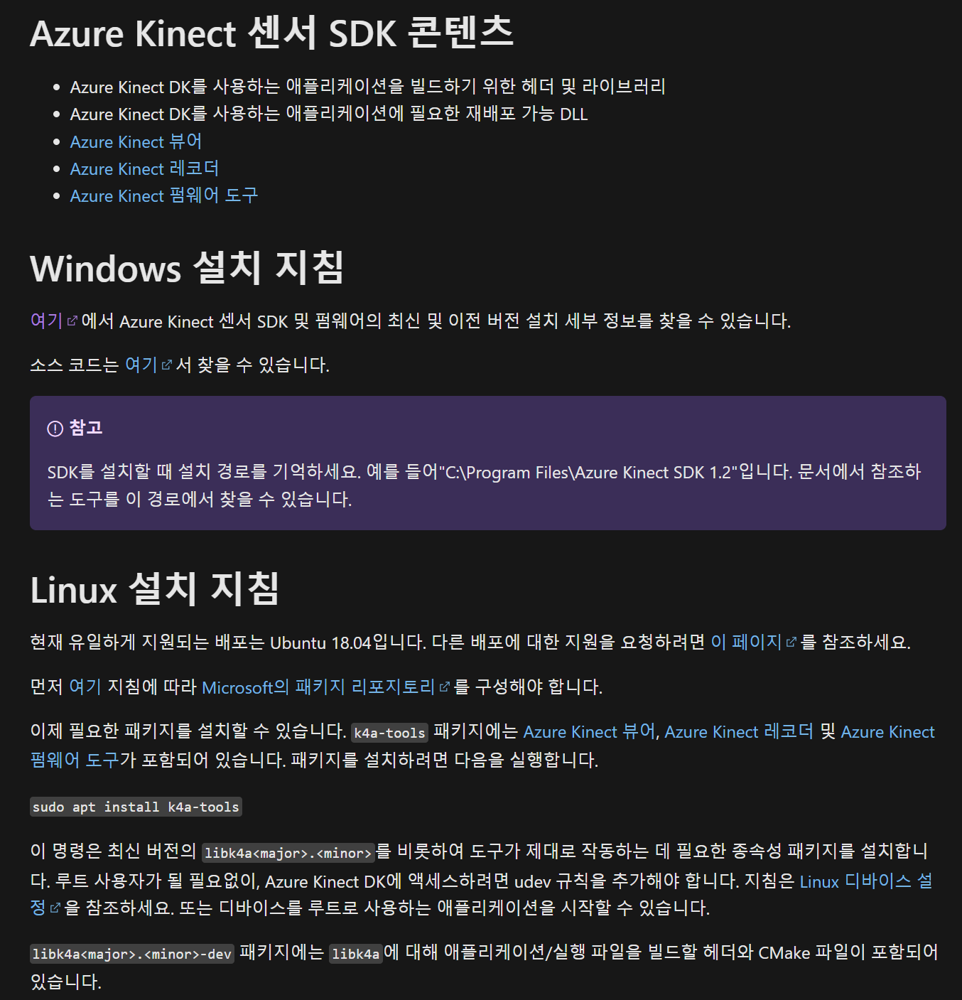 Azure Kinect 센서 SDK 콘텐츠
Azure Kinect DK를 사용하는 애플리케이션을 빌드하기 위한 헤더 및 라이브러리
Azure Kinect DK를 사용하는 애플리케이션에 필요한 재배포 가능 DLL
Azure Kinect 뷰어
Azure Kinect 레코더
Azure Kinect 펌웨어 도구
Windows 설치 지침
여기에서 Azure Kinect 센서 SDK 및 펌웨어의 최신 및 이전 버전 설치 세부 정보를 찾을 수 있습니다.
소스 코드는 여기서 찾을 수 있습니다.
참고
SDK를 설치할 때 설치 경로를 기억하세요. 예를 들어"C:\Program Files\Azure Kinect SDK 1.2"입니다. 문서에서 참조하
는 도구를 이 경로에서 찾을 수 있습니다.
Linux 설치 지침
현재 유일하게 지원되는 배포는 Ubuntu 18.04입니다. 다른 배포에 대한 지원을 요청하려면 이 페이지를 참조하세요.
먼저 여기 지침에 따라 Microsoft의 패키지 리포지토리를 구성해야 합니다.
이제 필요한 패키지를 설치할 수 있습니다. k4a-tools 패키지에는 Azure Kinect 뷰어, Azure Kinect 레코더 및 Azure Kinect
펌웨어 도구가 포함되어 있습니다. 패키지를 설치하려면 다음을 실행합니다.
sudo apt install k4a-tools
이 명령은 최신 버전의 libk4a<major>.<minor>를 비롯하여 도구가 제대로 작동하는 데 필요한 종속성 패키지를 설치합니
다. 루트 사용자가 될 필요없이, Azure Kinect DK에 액세스하려면 udev 규칙을 추가해야 합니다. 지침은 Linux 디바이스 설
정을 참조하세요. 또는 디바이스를 루트로 사용하는 애플리케이션을 시작할 수 있습니다.
libk4a<major>.<minor>-dev 패키지에는 libk4a에 대해 애플리케이션/실행 파일을 빌드할 헤더와 CMake 파일이 포함되어
있습니다.